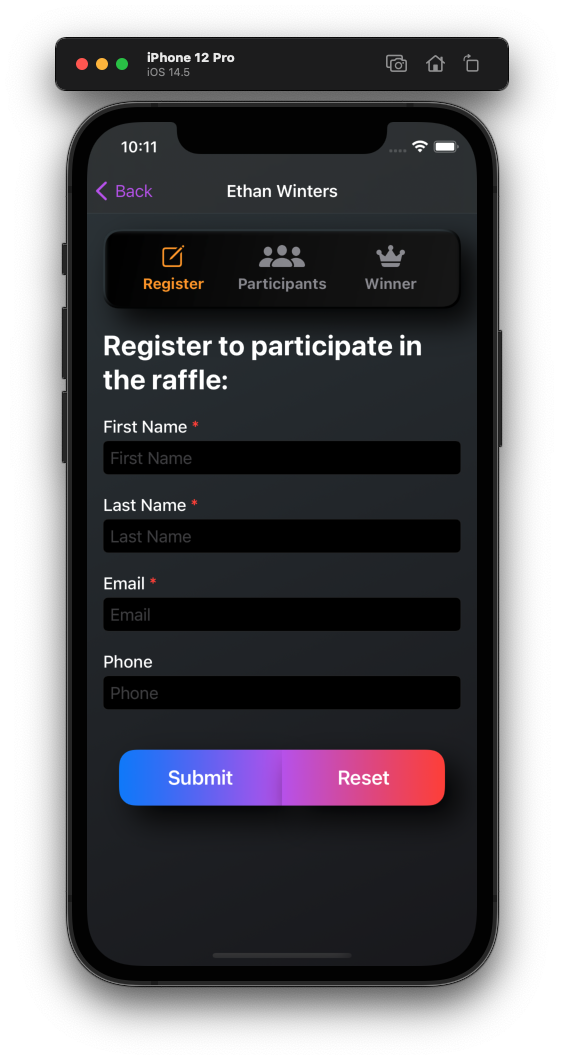 iPhone 12 Pro
iOS 14.5
10:11
Back
Ethan Winters
Register
Participants
Winner
Register to participate in
the raffle:
First Name *
First Name
Last Name *
Last Name
Email *
Email
Phone
Phone
Submit
Reset